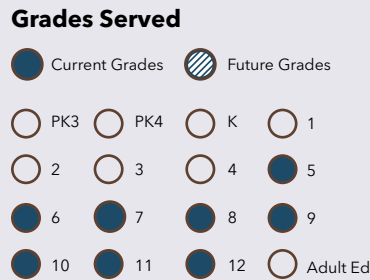 Grades Served
Current Grades Future Grades
PK3 PK4 K 1
2 3 4 5
6 7 8 9
10 11 12 Adult Ed